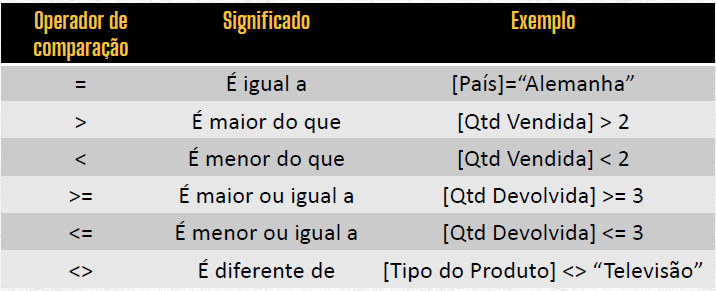 Operador de comparação Significado Exemplo
= É igual a [País]=“Alemanha”
> É maior do que [Qtd Vendida] > 2
< É menor do que [Qtd Vendida] < 2
>= É maior ou igual a [Qtd Devolvida] >= 3
<= É menor ou igual a [Qtd Devolvida] <= 3
<> É diferente de [Tipo do Produto] <> “Televisão”